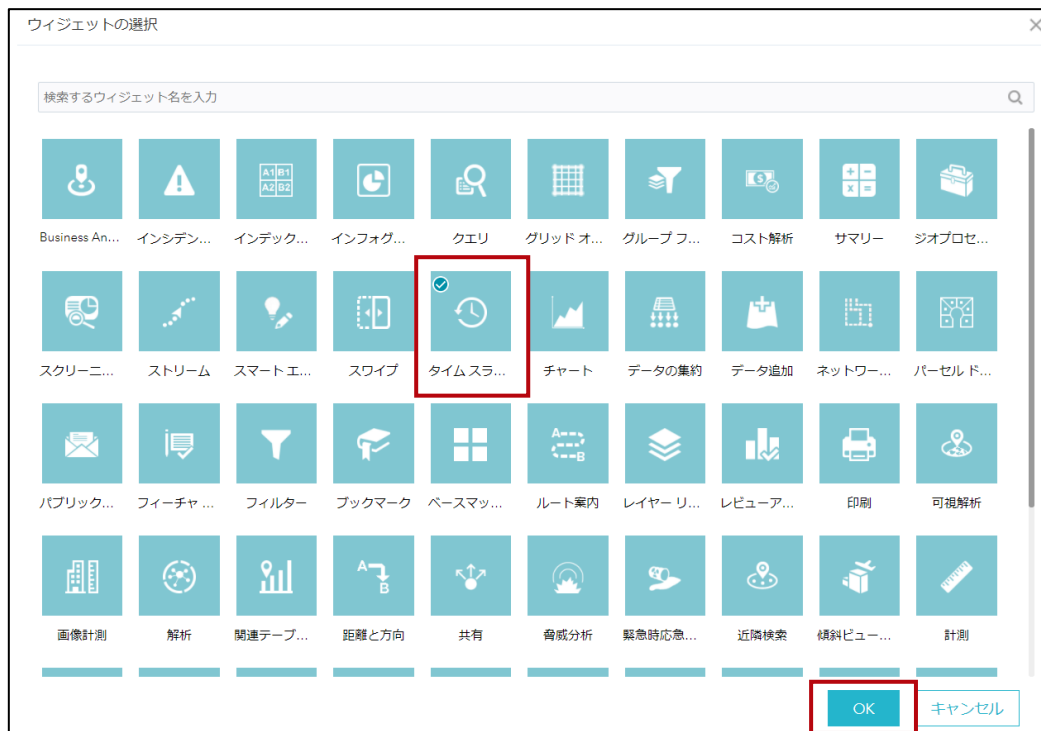 ウィジェットの選択
検索するウィジェット名を入力
A1 B1
A2 B2
Business An... インシデン... インデック... インフォグ... クエリ グリッド オ... グループ フ... コスト解析 サマリー ジオプロセ...
スクリーニ... ストリーム スマート エ... スワイプ タイム スラ... チャート データの集約 データ追加 ネットワー... パーセル ド...
A
B
パブリック... フィーチャ ... フィルター ブックマーク ベースマッ... ルート案内 レイヤー リ... レビューア... 印刷 可視解析
A
B
画像計測 解析 関連テーブ... 距離と方向 共有 脅威分析 緊急時応急... 近隣検索 傾斜ビュー... 計測
OK キャンセル